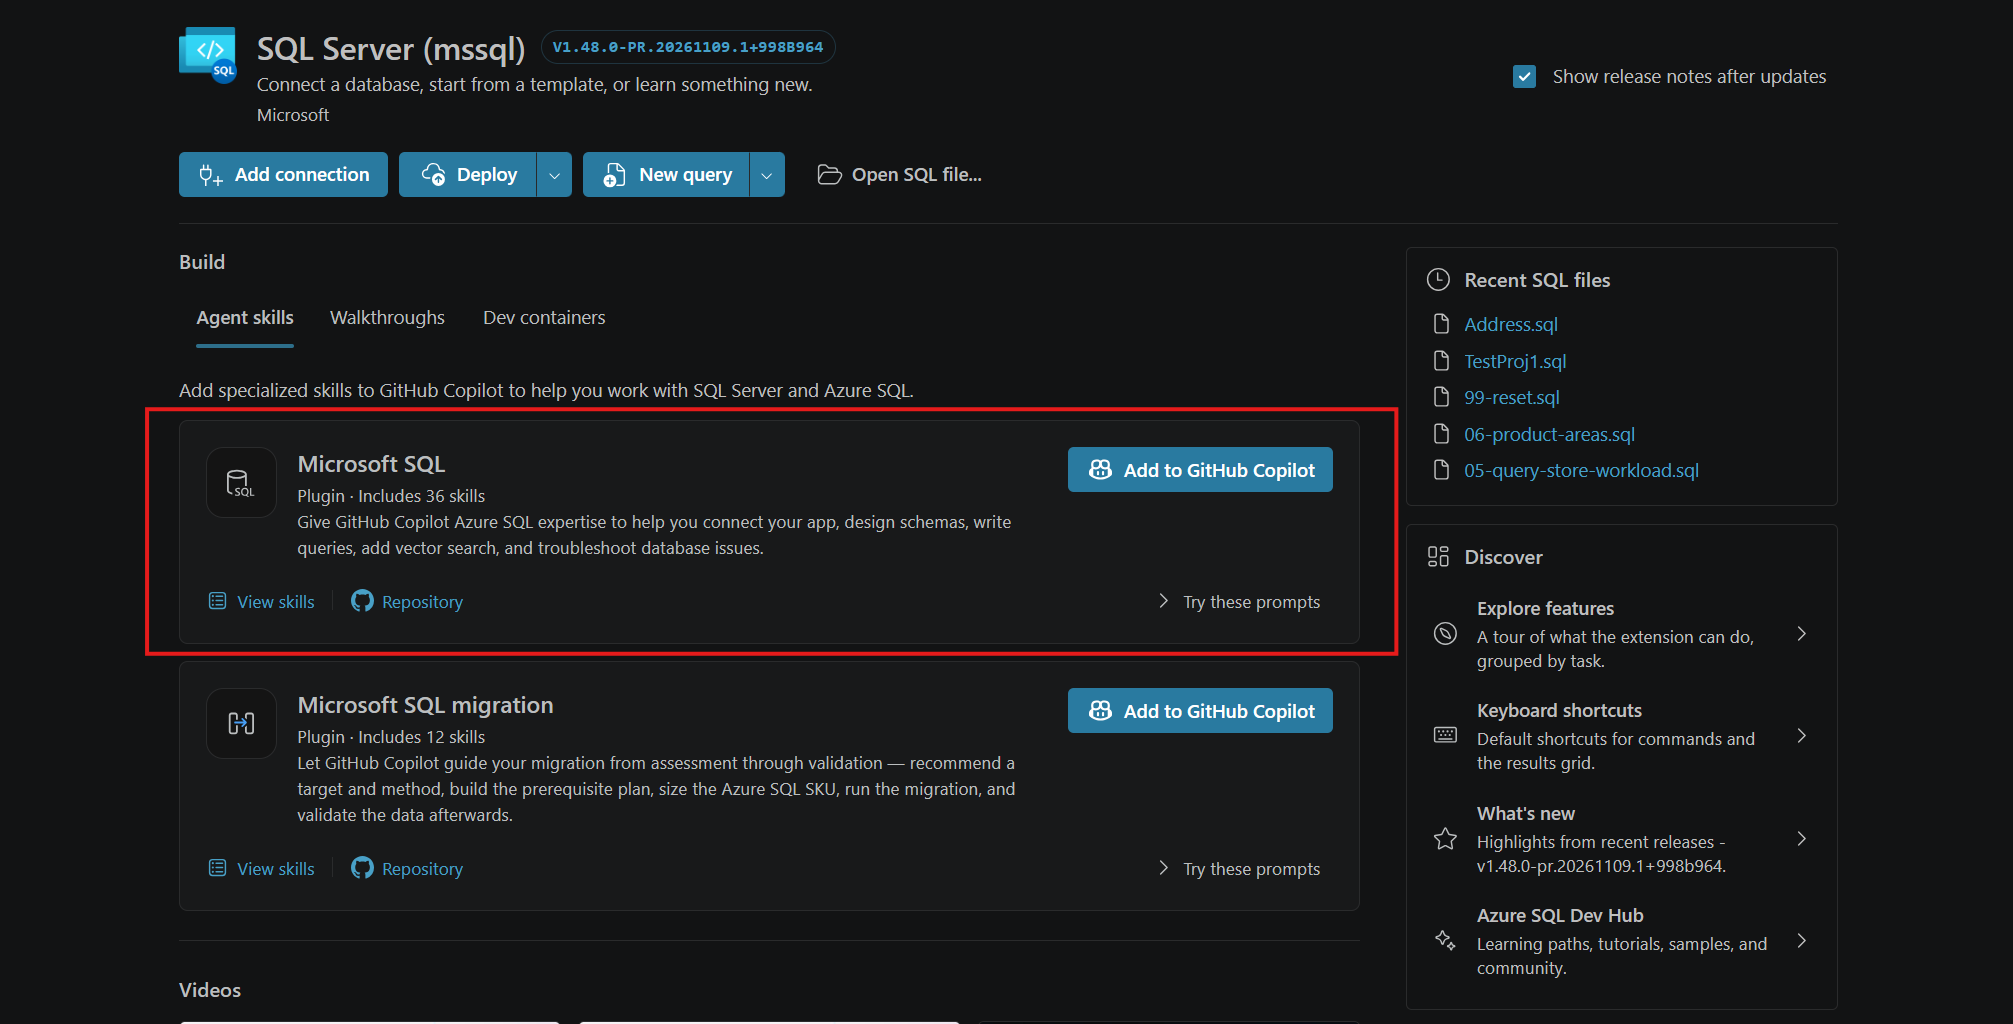 SQL Server (mssql) V1.48.0-PR.20261109.1+998B964
Connect a database, start from a template, or learn something new.
Microsoft
Show release notes after updates
Add connection
Deploy
New query
Open SQL file...
Build
Agent skills
Walkthroughs
Dev containers
Add specialized skills to GitHub Copilot to help you work with SQL Server and Azure SQL.
SQL
Microsoft SQL
Plugin · Includes 36 skills
Give GitHub Copilot Azure SQL expertise to help you connect your app, design schemas, write
queries, add vector search, and troubleshoot database issues.
Add to GitHub Copilot
View skills
Repository
Try these prompts
Microsoft SQL migration
Plugin · Includes 12 skills
Let GitHub Copilot guide your migration from assessment through validation — recommend a
target and method, build the prerequisite plan, size the Azure SQL SKU, run the migration, and
validate the data afterwards.
Add to GitHub Copilot
View skills
Repository
Try these prompts
Videos
Recent SQL files
Address.sql
TestProj1.sql
99-reset.sql
06-product-areas.sql
05-query-store-workload.sql
Discover
Explore features
A tour of what the extension can do,
grouped by task.
Keyboard shortcuts
Default shortcuts for commands and
the results grid.
What's new
Highlights from recent releases -
v1.48.0-pr.20261109.1+998b964.
Azure SQL Dev Hub
Learning paths, tutorials, samples, and
community.
SQL